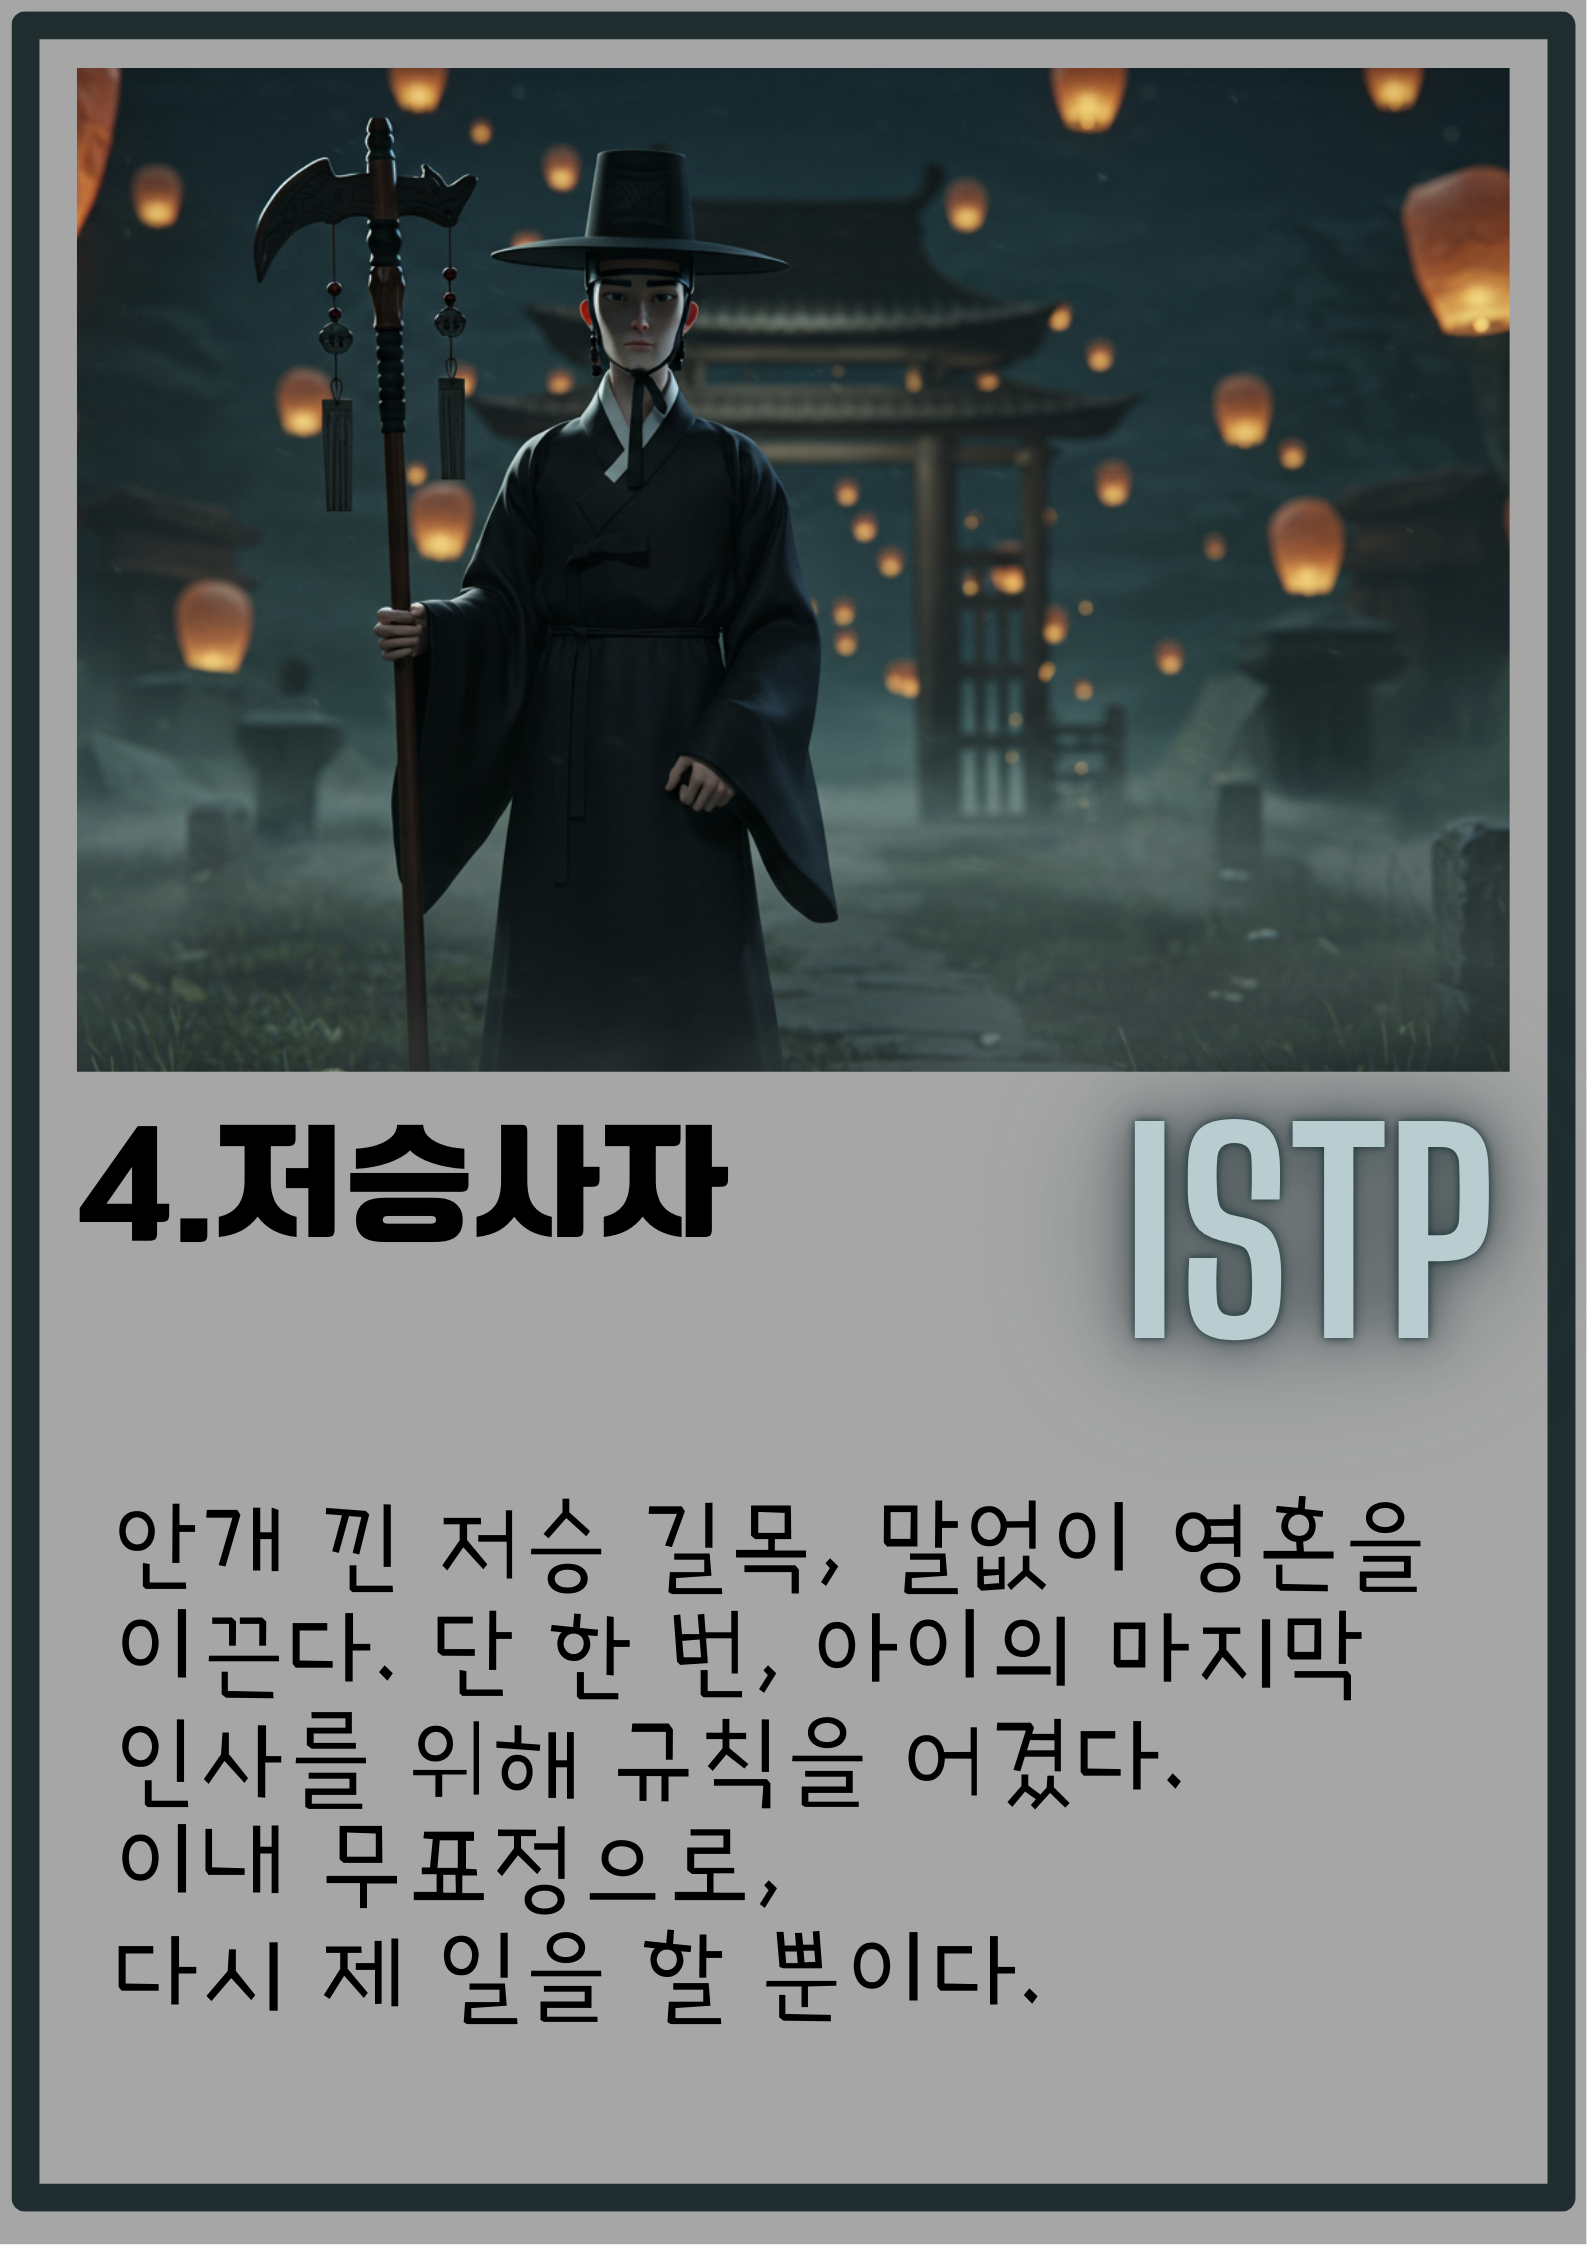 4.저승사자
ISTP
안개 낀 저승 길목, 말없이 영혼을
이끈다. 단 한 번, 아이의 마지막
인사를 위해 규칙을 어겼다.
이내 무표정으로,
다시 제 일을 할 뿐이다.